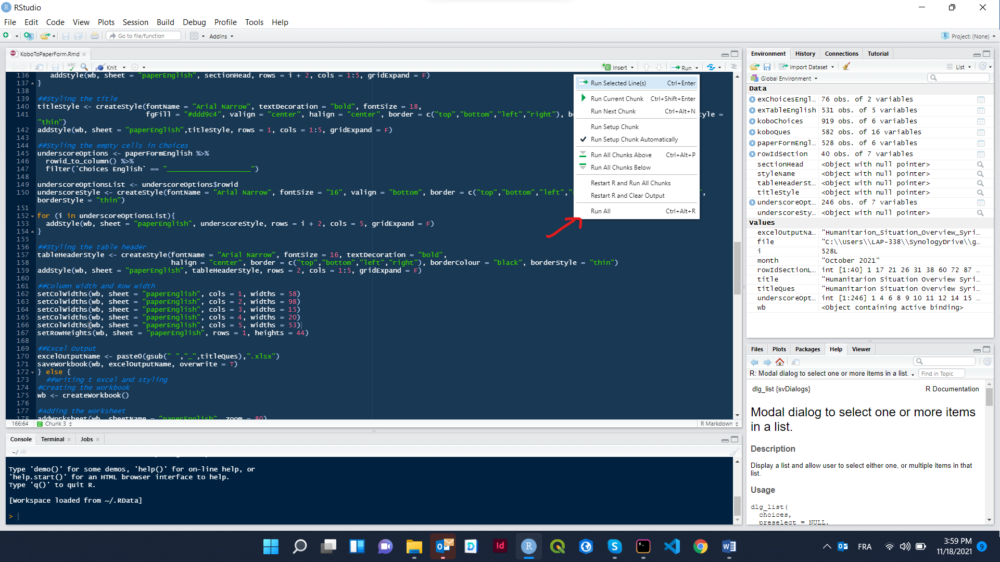 RStudio
File Edit Code View Plots Session Build Debug Profile Tools Help
Go to file/function Addins Project: (None)
KoboToPaperForm.Rmd
ABC Knit Insert Run
136 addStyle(wb, sheet = "paperEnglish", sectionHead, rows = i + 2, cols = 1:5, gridExpand = F)
137 }
138
139 ##Styling the title
140 titleStyle <- createStyle(fontName = "Arial Narrow", textDecoration = "bold", fontSize = 18,
141 fgFill = "#ddd9c4", valign = "center", halign = "center", border = c("top","bottom","left","right"), bo
tyle =
"thin")
142 addStyle(wb, sheet = "paperEnglish",titleStyle, rows = 1, cols = 1:5, gridExpand = F)
143
144 ##Styling the empty cells in Choices
145 underscoreOptions <- paperFormEnglish %>%
146 rowid_to_column() %>%
147 filter(`Choices English` == "_____________________")
148
149 underscoreOptionsList <- underscoreOptions$rowid
150 underscoreStyle <- createStyle(fontName = "Arial Narrow", fontSize = "16", valign = "bottom", border = c("top","bottom","left","
borderStyle = "thin")
151
152 for (i in underscoreOptionsList){
153 addStyle(wb, sheet = "paperEnglish", underscoreStyle, rows = i + 2, cols = 5, gridExpand = F)
154 }
155
156 ##Styling the table header
157 tableHeaderStyle <- createStyle(fontName = "Arial Narrow", fontSize = 16, textDecoration = "bold",
158 halign = "center", border = c("top","bottom","left","right"), borderColour = "black", borderStyle = "thin")
159 addStyle(wb, sheet = "paperEnglish", tableHeaderStyle, rows = 2, cols = 1:5, gridExpand = F)
160
161 ##Column Width and Row width
162 setColWidths(wb, sheet = "paperEnglish", cols = 1, widths = 58)
163 setColWidths(wb, sheet = "paperEnglish", cols = 2, widths = 98)
164 setColWidths(wb, sheet = "paperEnglish", cols = 3, widths = 15)
165 setColWidths(wb, sheet = "paperEnglish", cols = 4, widths = 20)
166 setColWidths(wb, sheet = "paperEnglish", cols = 5, widths = 53)
167 setRowHeights(wb, sheet = "paperEnglish", rows = 1, heights = 44)
168
169 ##Excel Output
170 excelOutputName <- paste0(gsub(" ","_",titleQues),".xlsx")
171 saveWorkbook(wb, excelOutputName, overwrite = T)
172 } else {
173 ##Writing t excel and styling
174 #Creating the workbook
175 wb <- createWorkbook()
176
177 #Adding the worksheet
178 addWorksheet(wb, sheetName = "paperEnglish", zoom = 80)
166:64 Chunk 3 R Markdown
Run Selected Line(s) Ctrl+Enter
Run Current Chunk Ctrl+Shift+Enter
Run Next Chunk Ctrl+Alt+N
Run Setup Chunk
Run Setup Chunk Automatically
Run All Chunks Above Ctrl+Alt+P
Run All Chunks Below
Restart R and Run All Chunks
Restart R and Clear Output
Run All Ctrl+Alt+R
Console Terminal Jobs
~/
Type 'demo()' for some demos, 'help()' for on-line help, or
'help.start()' for an HTML browser interface to help.
Type 'q()' to quit R.
[Workspace loaded from ~/.RData]
>
Environment History Connections Tutorial
Import Dataset List
Global Environment
Data
exChoicesEngl… 76 obs. of 2 variables
exTableEnglish 531 obs. of 5 variables
koboChoices 919 obs. of 6 variables
koboQues 582 obs. of 16 variables
paperFormEngl… 528 obs. of 6 variables
rowIdSection 40 obs. of 7 variables
sectionHead <Object with null pointer>
styleName <Object with null pointer>
tableHeaderSt… <Object with null pointer>
titleStyle <Object with null pointer>
underscoreOpt… 246 obs. of 7 variables
underscoreSty… <Object with null pointer>
Values
excelOutputNa… "Humanitarion_Situation_Overview_Syri…
file "C:\\Users\\LAP-338\\SynologyDrive\\g…
i 528L
month "October 2021"
rowIdSectionL… int [1:40] 1 17 21 26 31 38 60 72 87 …
title "Humanitarion Situation Overview Syri…
titleQues "Humanitarion Situation Overview Syri…
underscoreOpt… int [1:246] 1 4 6 8 9 10 11 12 14 15 …
wb <Object containing active binding>
Files Plots Packages Help Viewer
R: Modal dialog to select one or more items in a list. Find in Topic
dlg_list {svDialogs} R Documentation
Modal dialog to select one or more items
in a list.
Description
Display a list and allow user to select either one, or multiple items in that
list.
Usage
dlg_list(
choices,
preselect = NULL,
FRA 3:59 PM
11/18/2021 9